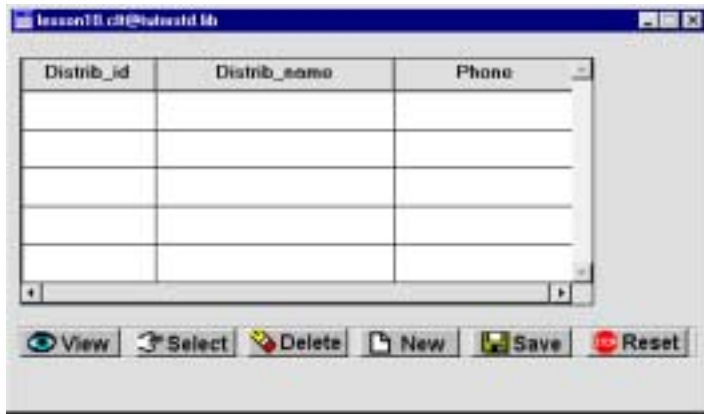 lesson10.clt@tutorstd.lib
Distrib_id Distrib_name Phone
View Select Delete New Save Reset